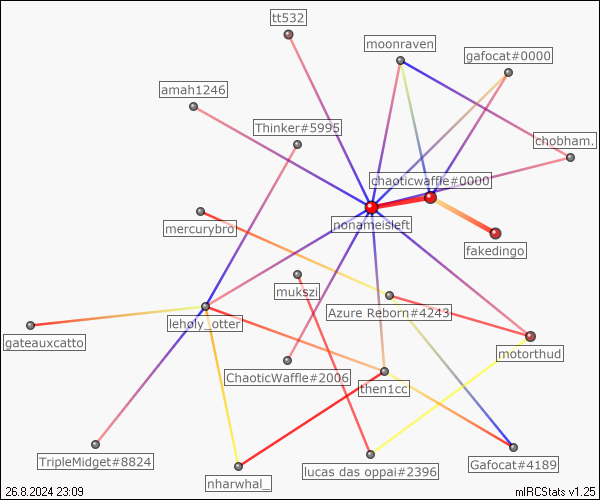 tt532
moonraven
gafocat#0000
amah1246
Thinker#5995
chobham.
chaoticwaffle#0000
mercurybro
nonameisleft
fakedingo
mukszi
Azure Reborn#4243
leholy_otter
gateauxcatto
motorthud
ChaoticWaffle#2006
then1cc
TripleMidget#8824
nharwhal_
lucas das oppai#2396
Gafocat#4189
26.8.2024 23:09
mIRCStats v1.25